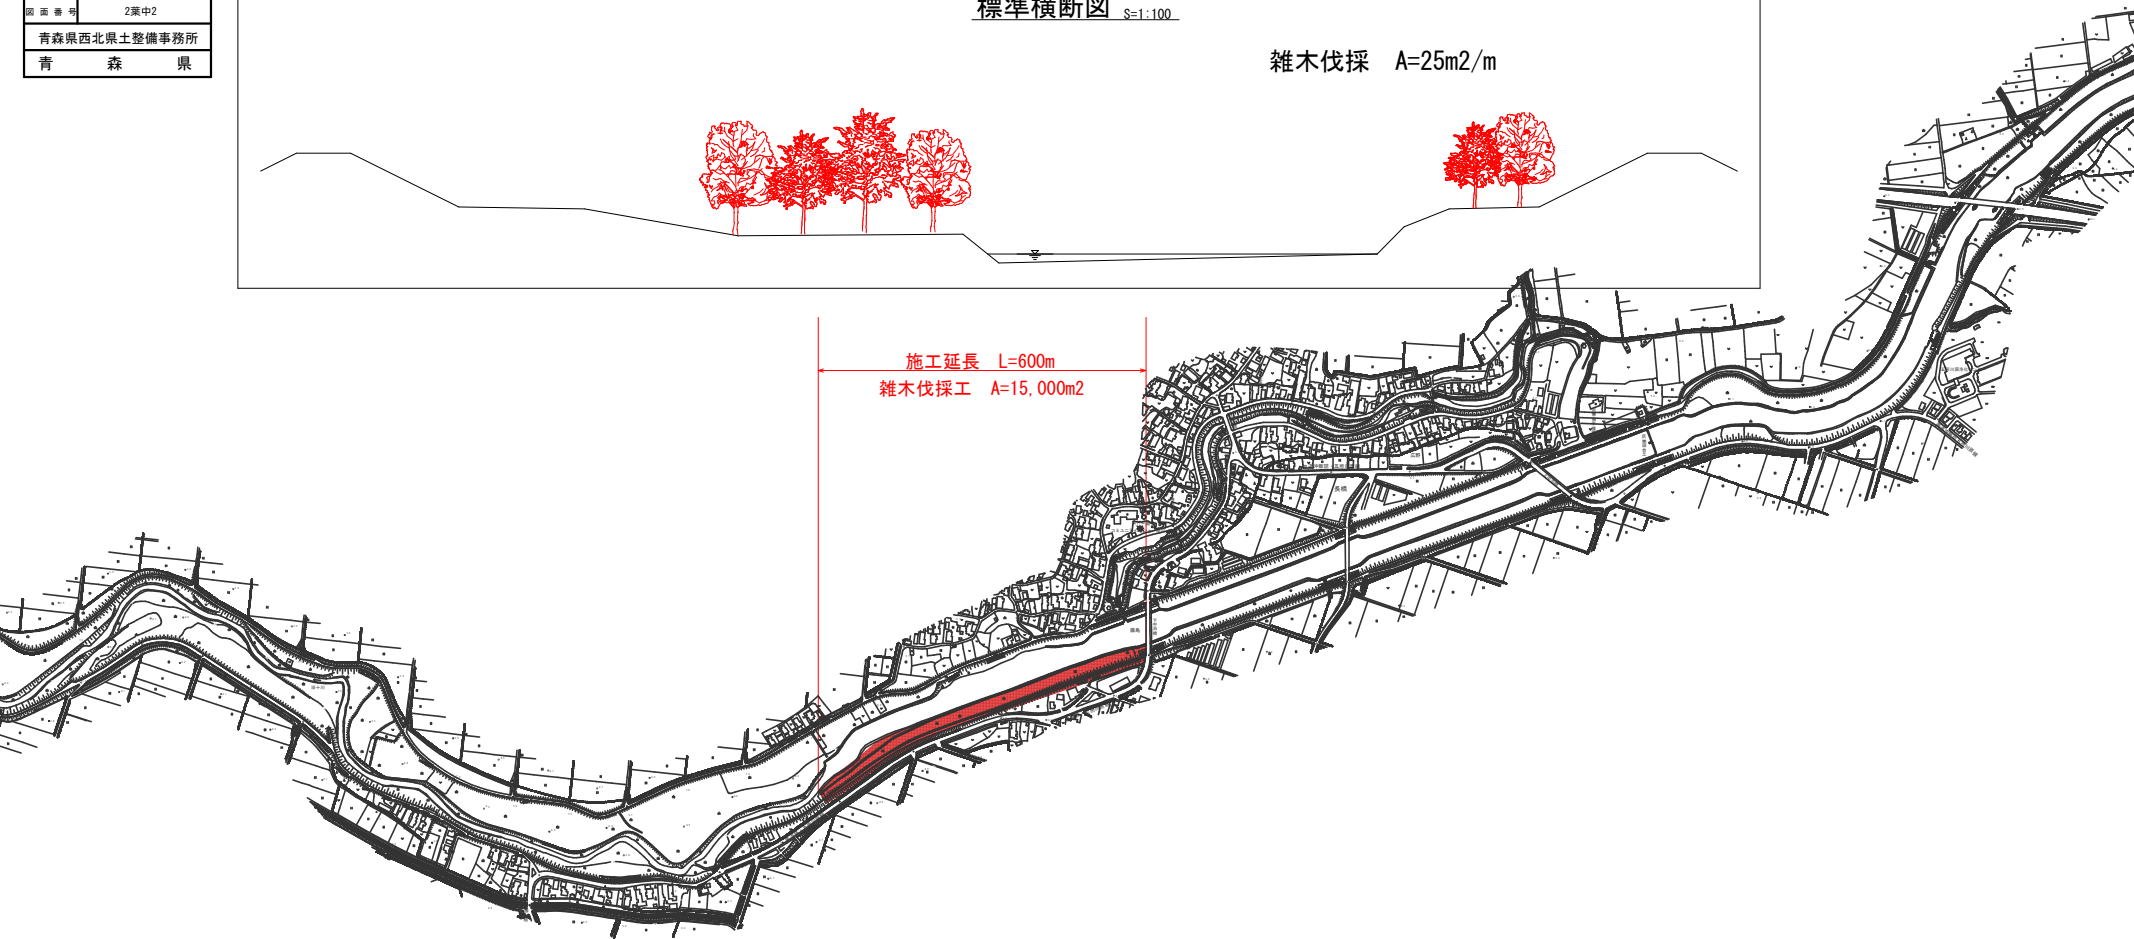 図面番号 2葉中2
青森県西北県土整備事務所
青森県
標準横断図 S=1:100
雑木伐採 A=25m2/m
施工延長 L=600m
雑木伐採工 A=15,000m2
長橋